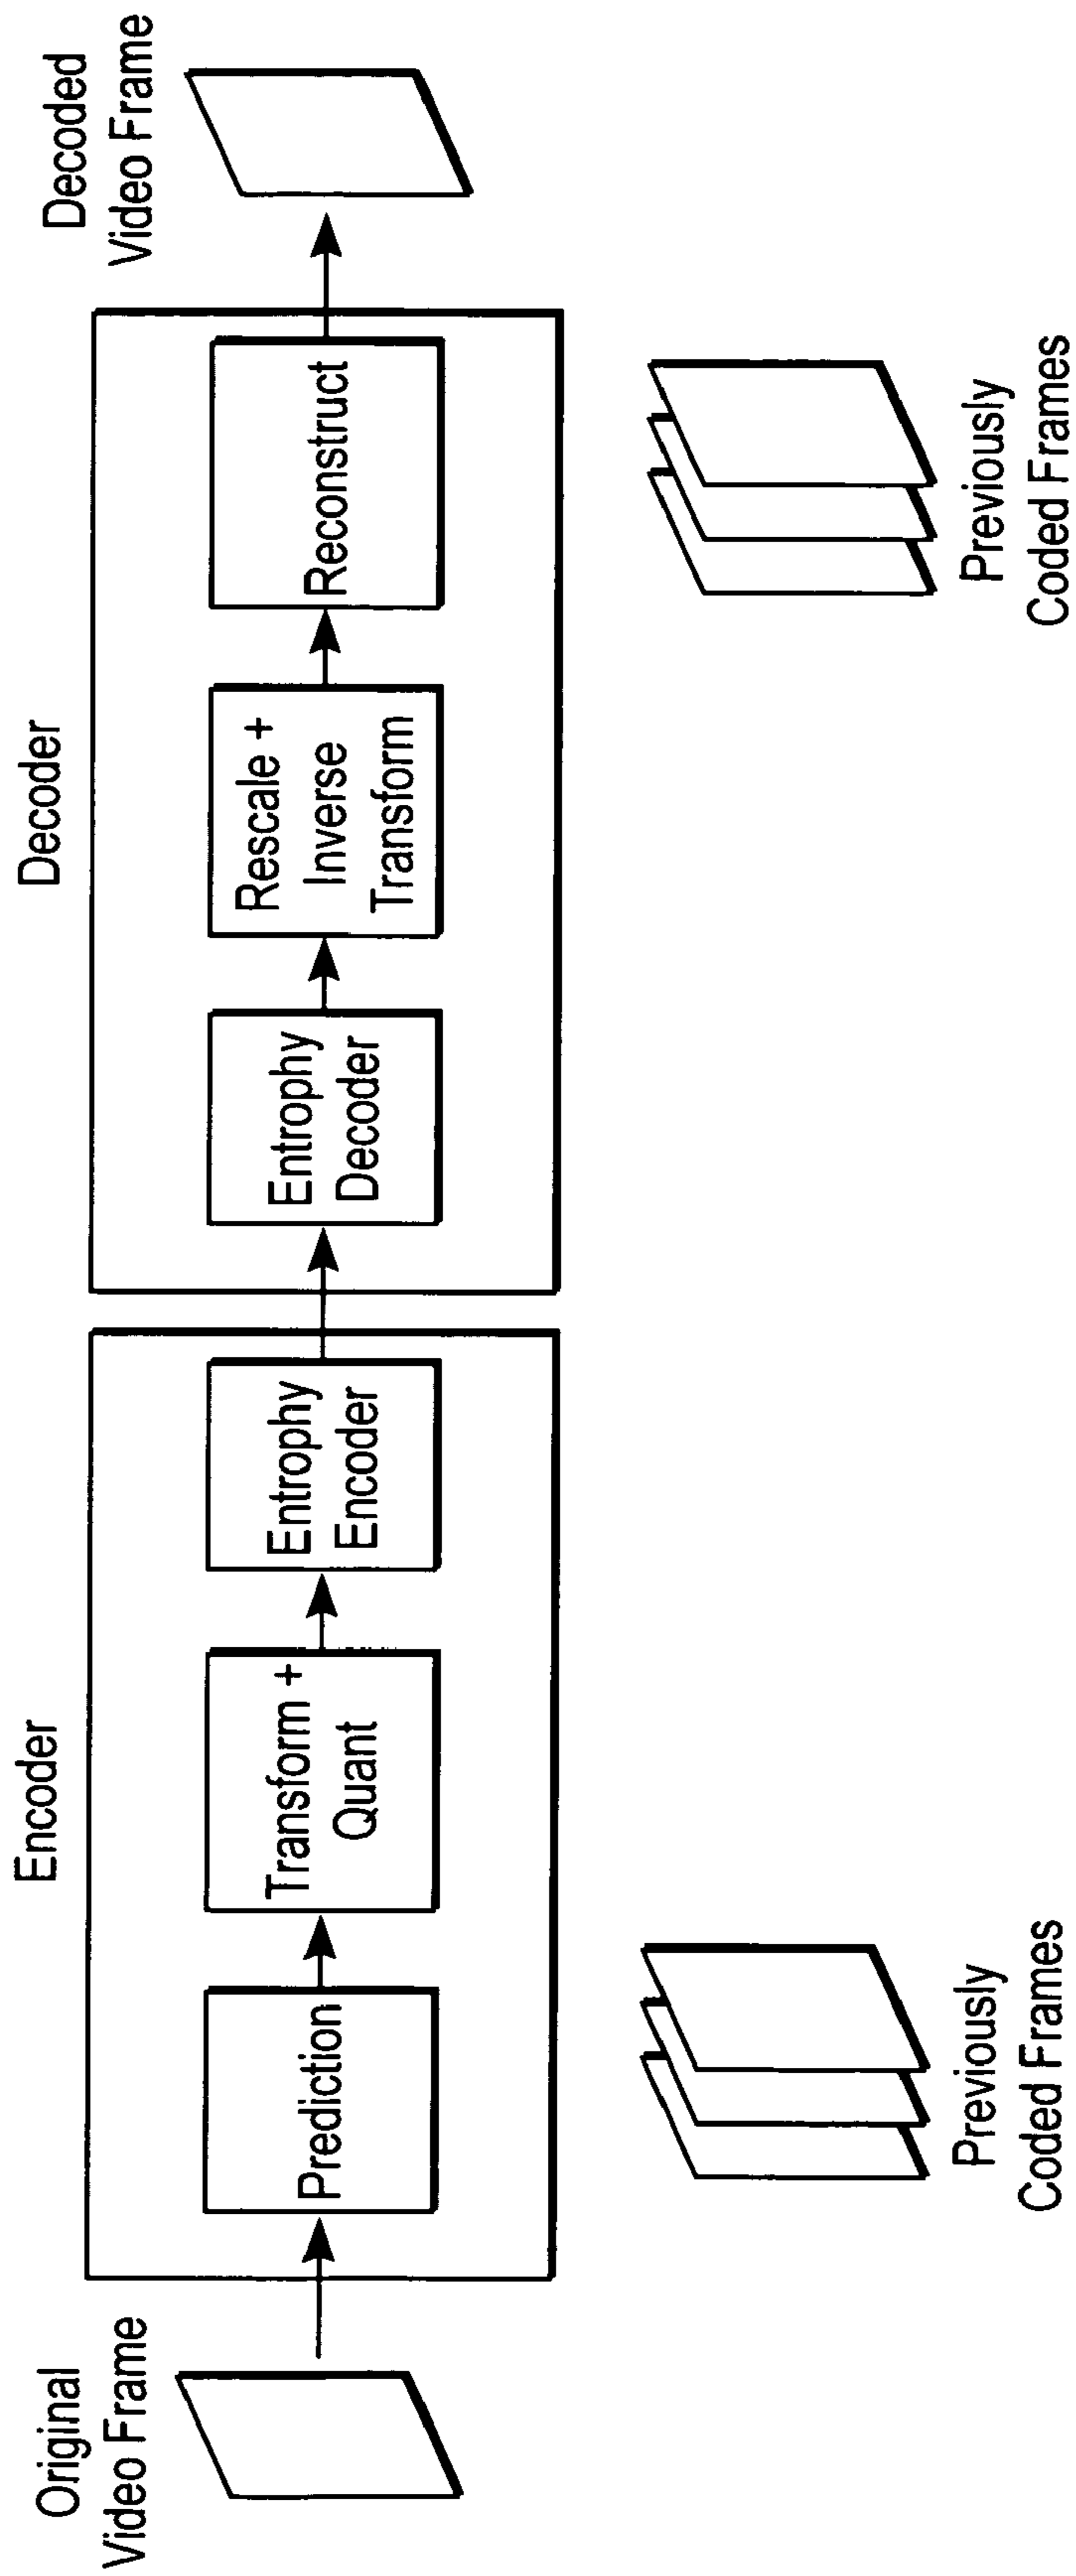 Original
Video Frame
Encoder
Prediction
Transform +
Quant
Entrophy
Encoder
Previously
Coded Frames
Decoder
Entrophy
Decoder
Rescale +
Inverse
Transform
Reconstruct
Previously
Coded Frames
Decoded
Video Frame